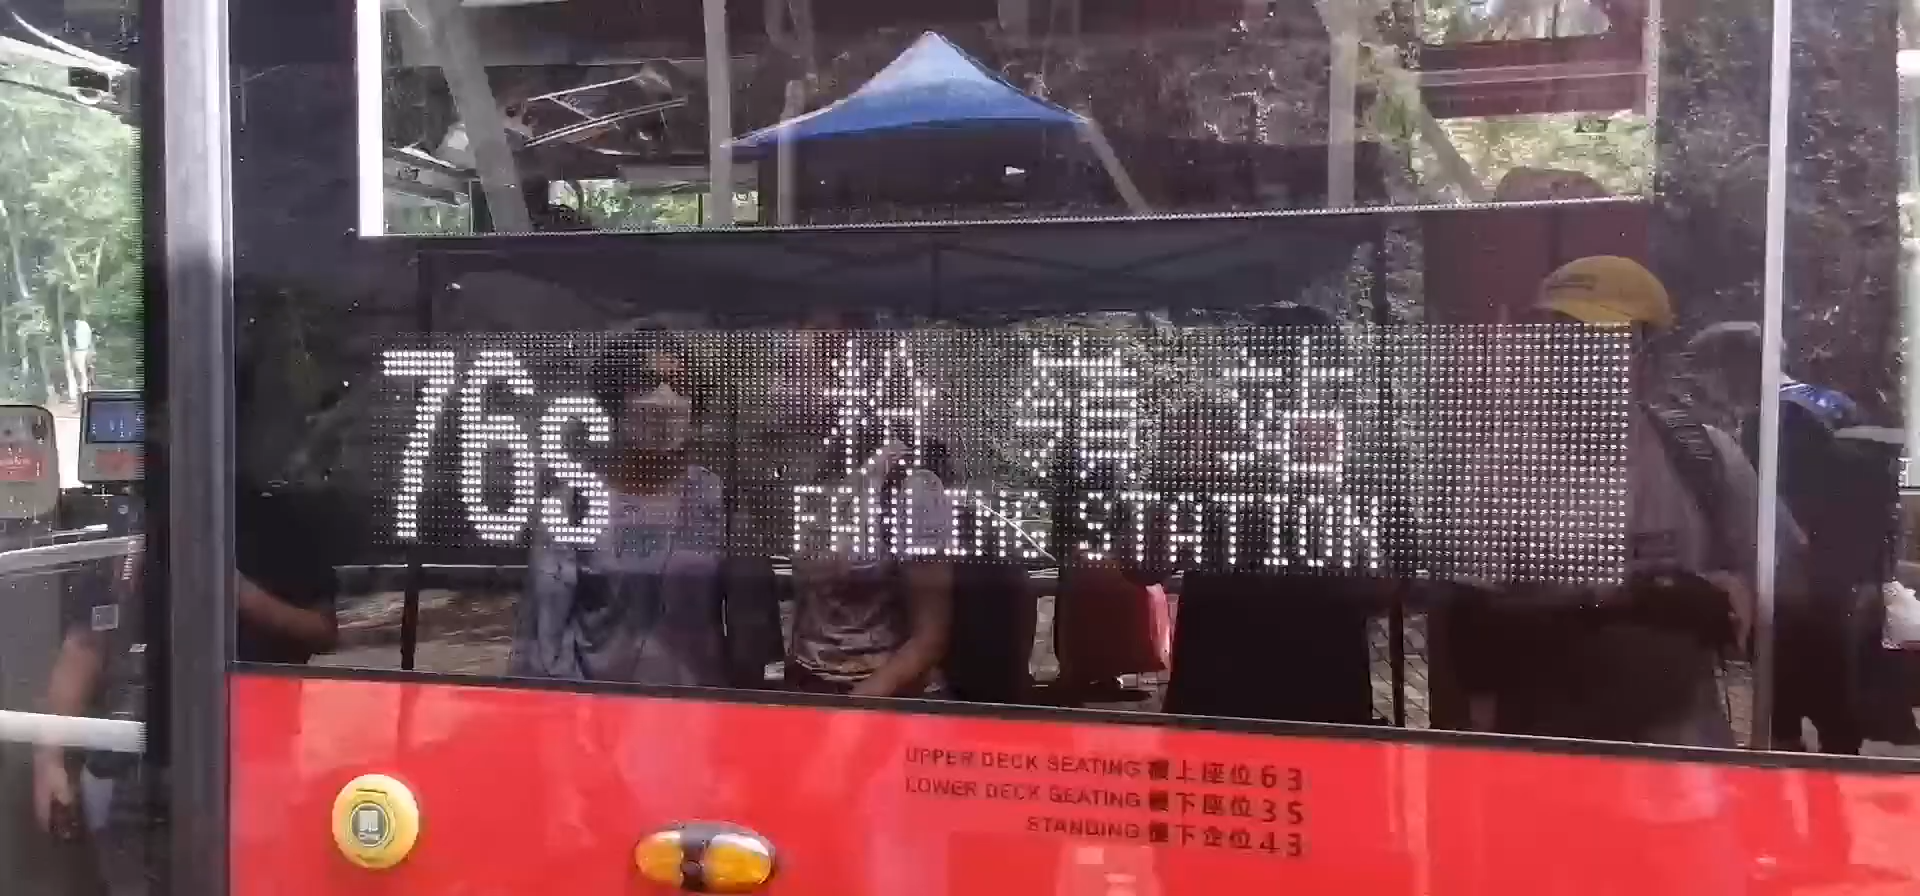 76S
粉嶺站
FANLING STATION
UPPER DECK SEATING 樓上座位 63
LOWER DECK SEATING 樓下座位 35
STANDING 樓下企位 43